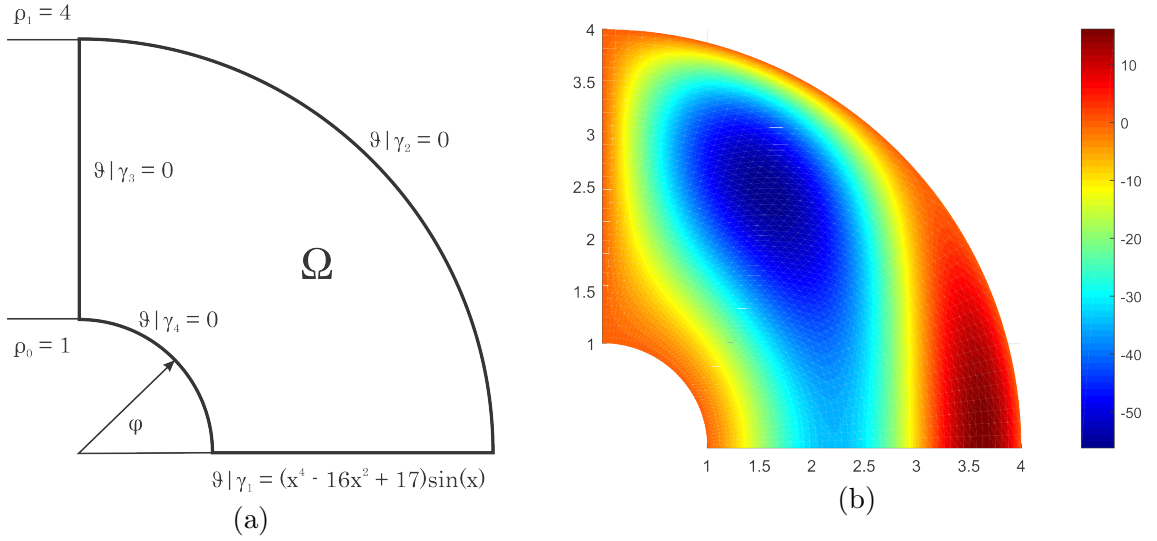 ρ₁ = 4
ϑ|γ₂ = 0
ϑ|γ₃ = 0
Ω
ϑ|γ₄ = 0
ρ₀ = 1
φ
ϑ|γ₁ = (x⁴ - 16x² + 17)sin(x)
(a)
4
3.5
3
2.5
2
1.5
1
1 1.5 2 2.5 3 3.5 4
10
0
-10
-20
-30
-40
-50
(b)